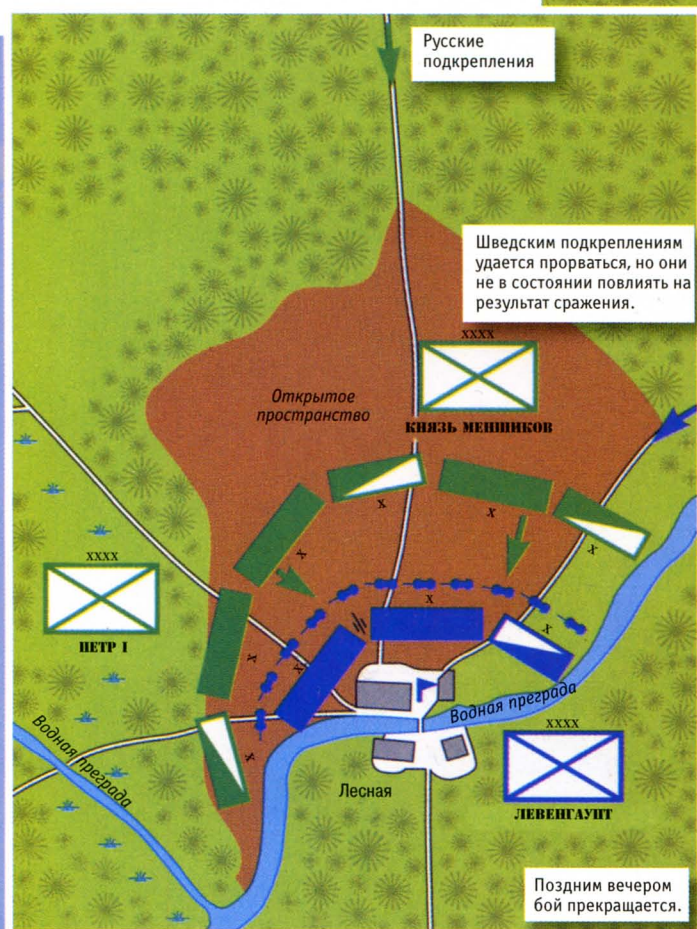 Русские
подкрепления
Шведским подкреплениям
удается прорваться, но они
не в состоянии повлиять на
результат сражения.
xxxx
Открытое
пространство
КНЯЗЬ МЕНШИКОВ
x
x
x
x
xxxx
ПЕТР I
x
x
x
x
x
Водная преграда
Водная преграда
xxxx
Лесная
ЛЕВЕНГАУПТ
Поздним вечером
бой прекращается.